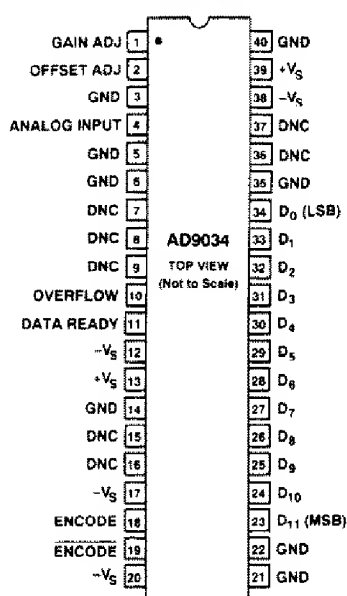 GAIN ADJ 1 40 GND
OFFSET ADJ 2 39 +VS
GND 3 38 −VS
ANALOG INPUT 4 37 DNC
GND 5 36 DNC
GND 6 35 GND
DNC 7 34 D0 (LSB)
DNC 8 AD9034 33 D1
DNC 9 TOP VIEW 32 D2
(Not to Scale)
OVERFLOW 10 31 D3
DATA READY 11 30 D4
−VS 12 29 D5
+VS 13 28 D6
GND 14 27 D7
DNC 15 26 D8
DNC 16 25 D9
−VS 17 24 D10
ENCODE 18 23 D11 (MSB)
ENCODE 19 22 GND
−VS 20 21 GND